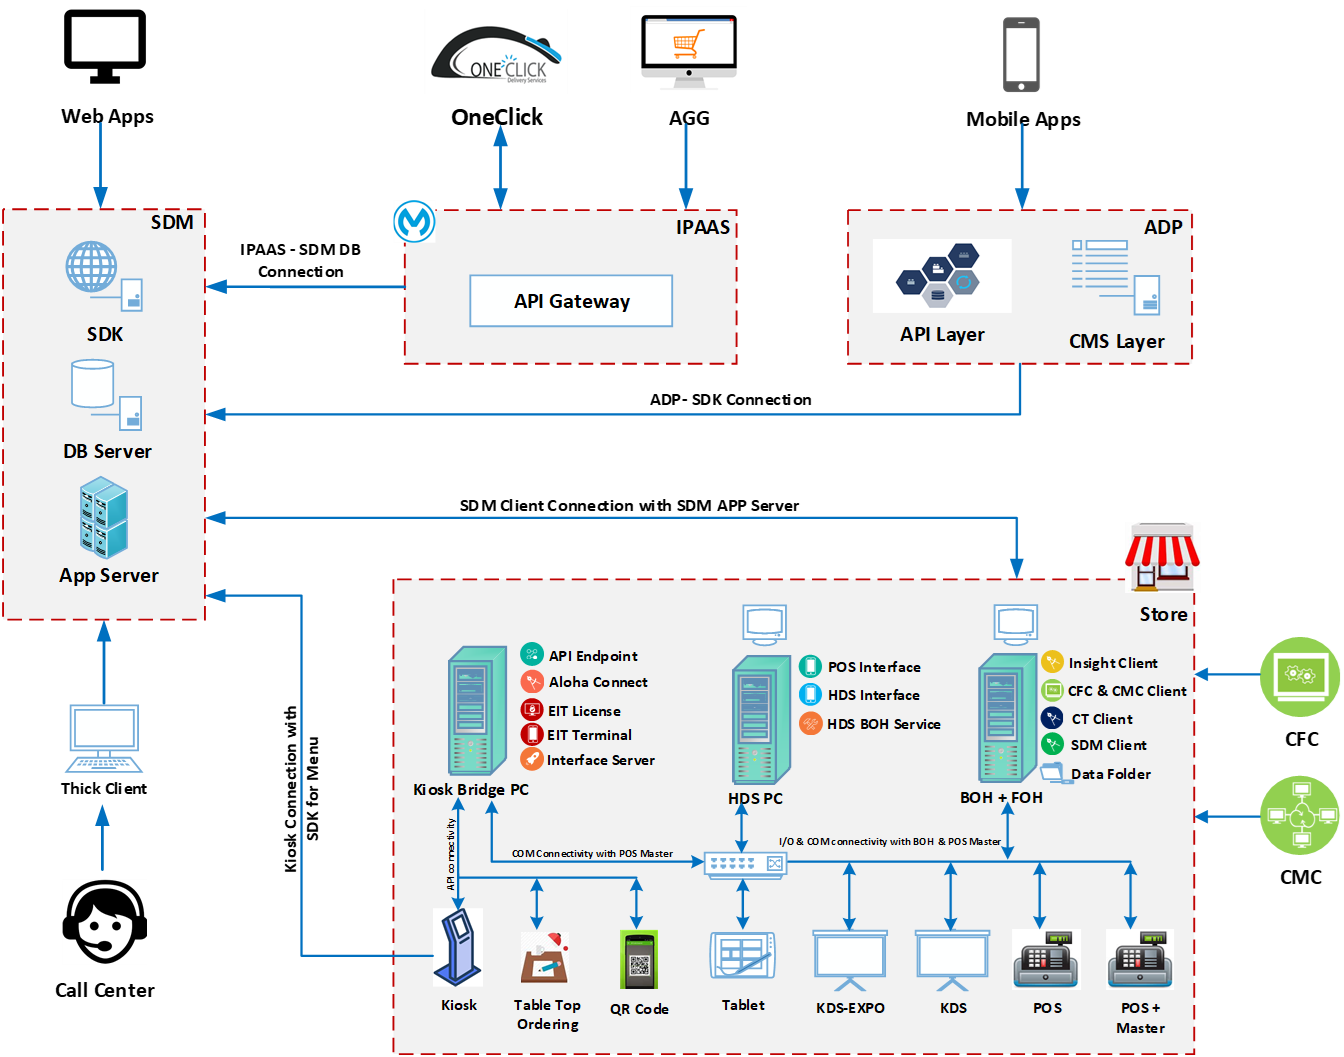 Web Apps
ONE CLICK
Delivery Services
OneClick
AGG
Mobile Apps
SDM
SDK
DB Server
App Server
IPAAS - SDM DB
Connection
IPAAS
API Gateway
ADP
API Layer
CMS Layer
ADP- SDK Connection
SDM Client Connection with SDM APP Server
Store
Thick Client
Call Center
Kiosk Connection with
SDK for Menu
API Endpoint
Aloha Connect
EIT License
EIT Terminal
Interface Server
Kiosk Bridge PC
POS Interface
HDS Interface
HDS BOH Service
HDS PC
Insight Client
CFC & CMC Client
CT Client
SDM Client
Data Folder
BOH + FOH
CFC
CMC
API connectivity
COM Connectivity with POS Master
I/O & COM connectivity with BOH & POS Master
Kiosk
Table Top
Ordering
QR Code
Tablet
KDS-EXPO
KDS
POS
POS +
Master